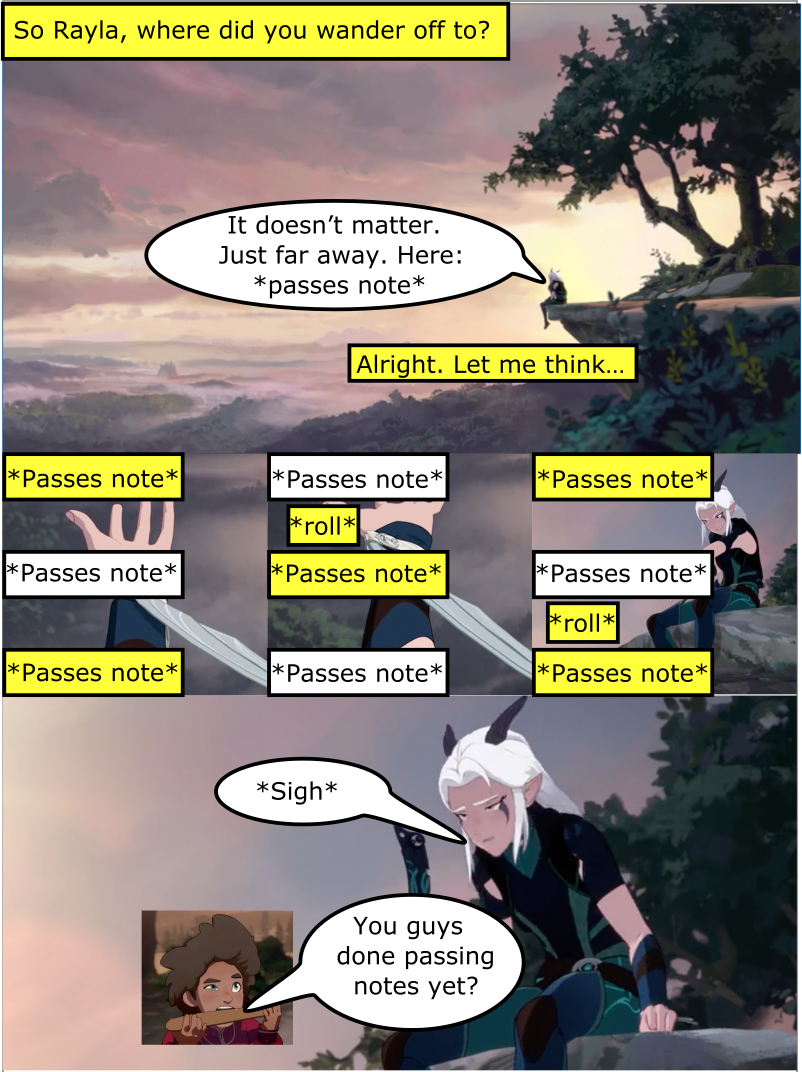 So Rayla, where did you wander off to?
It doesn't matter.
Just far away. Here:
*passes note*
Alright. Let me think...
*Passes note*
*Passes note*
*Passes note*
*roll*
*Passes note*
*Passes note*
*Passes note*
*roll*
*Passes note*
*Passes note*
*Passes note*
*Sigh*
You guys
done passing
notes yet?